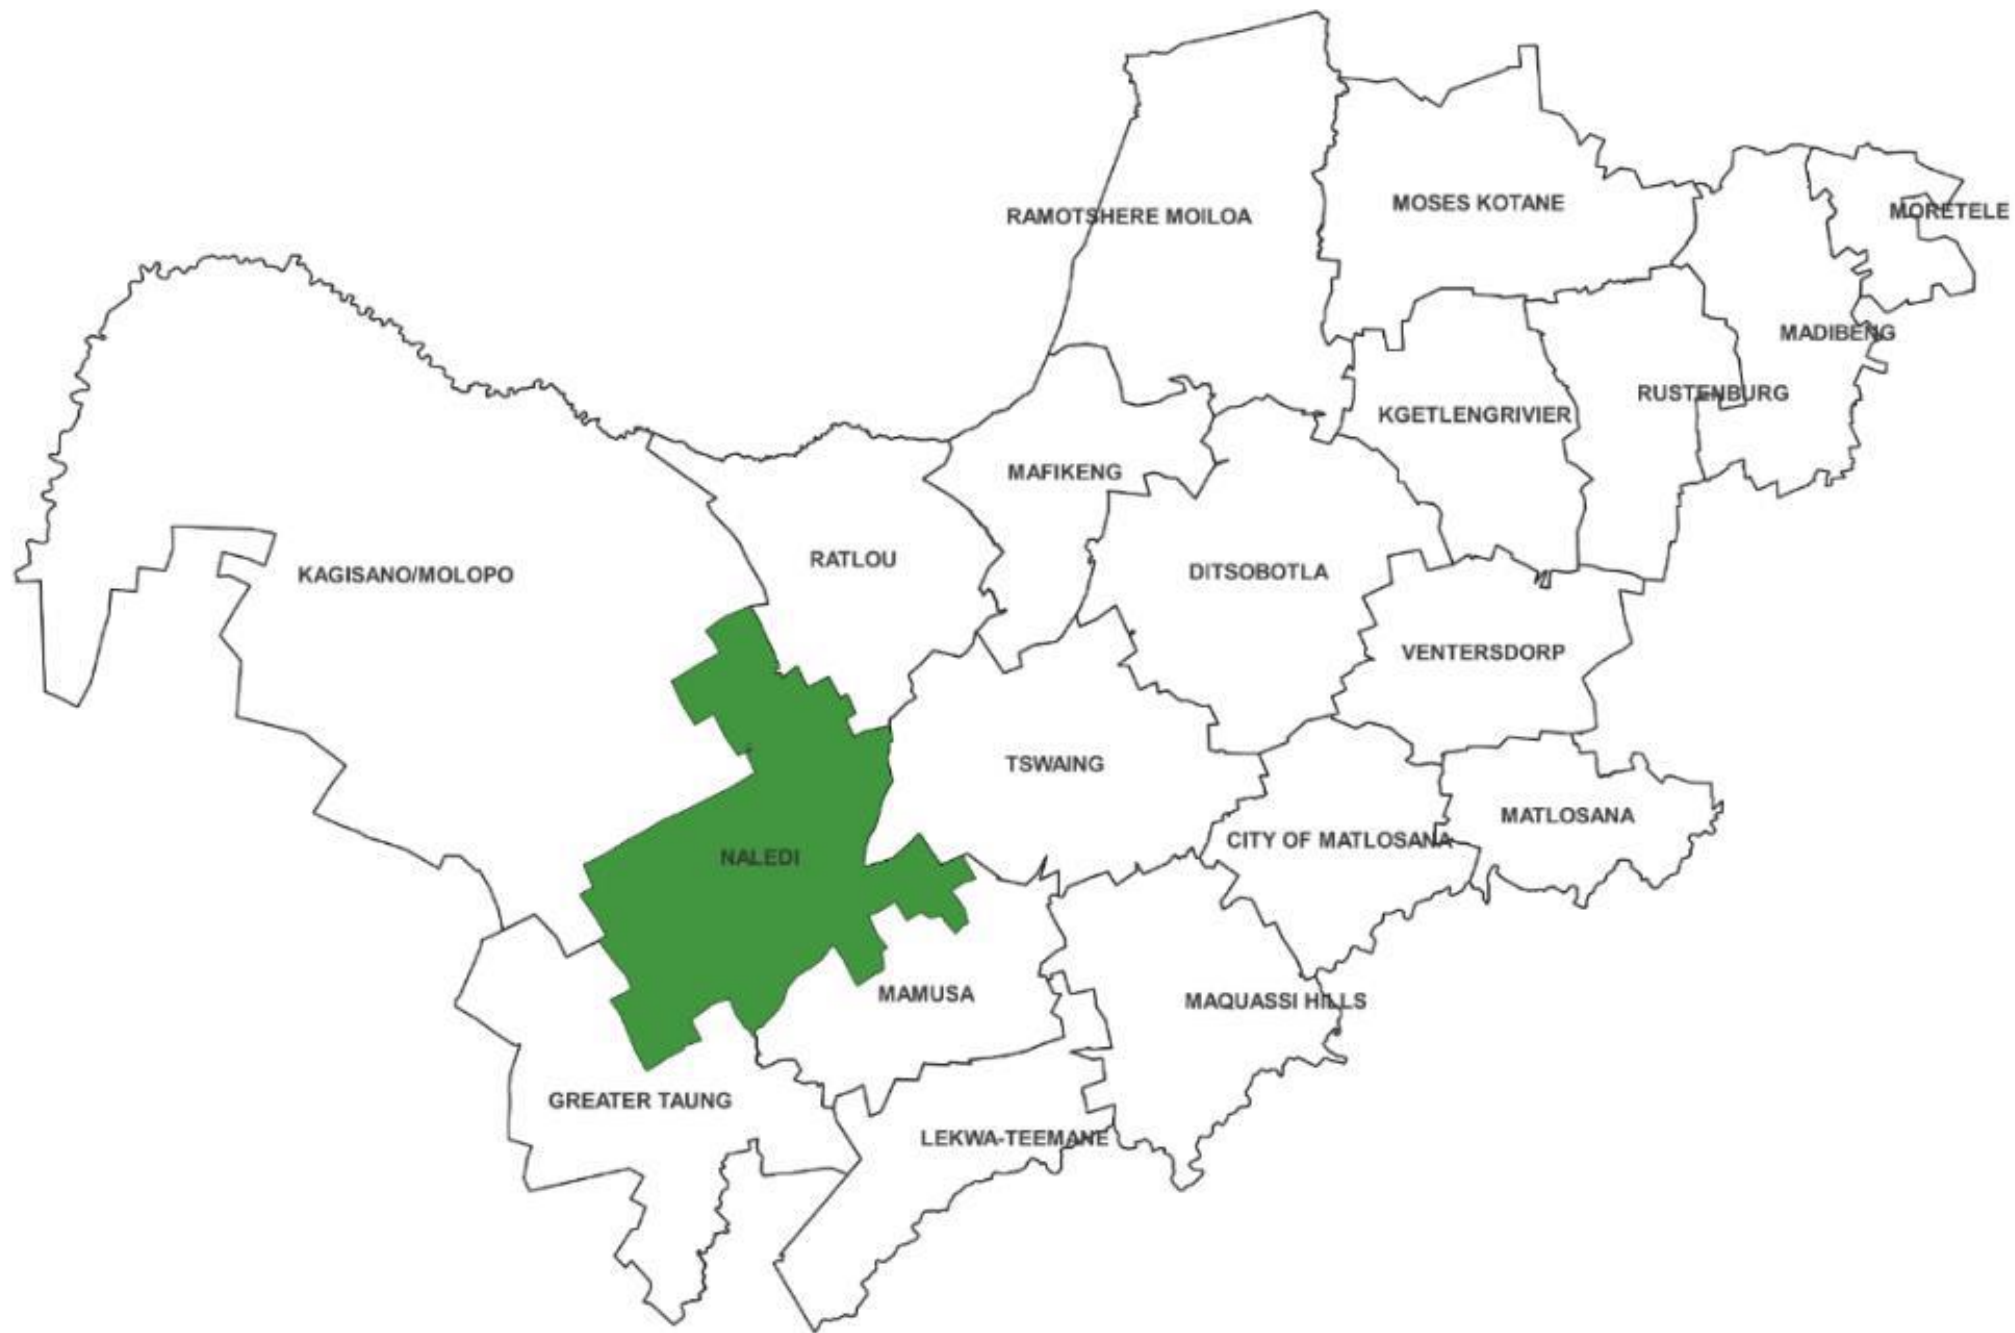 MOSES KOTANE
MORETELE
RAMOTSHERE MOILOA
MADIBENG
RUSTENBURG
KGETLENGRIVIER
MAFIKENG
RATLOU
DITSOBOTLA
KAGISANO/MOLOPO
VENTERSDORP
TSWAING
MATLOSANA
CITY OF MATLOSANA
NALEDI
MAMUSA
MAQUASSI HILLS
GREATER TAUNG
LEKWA-TEEMANE